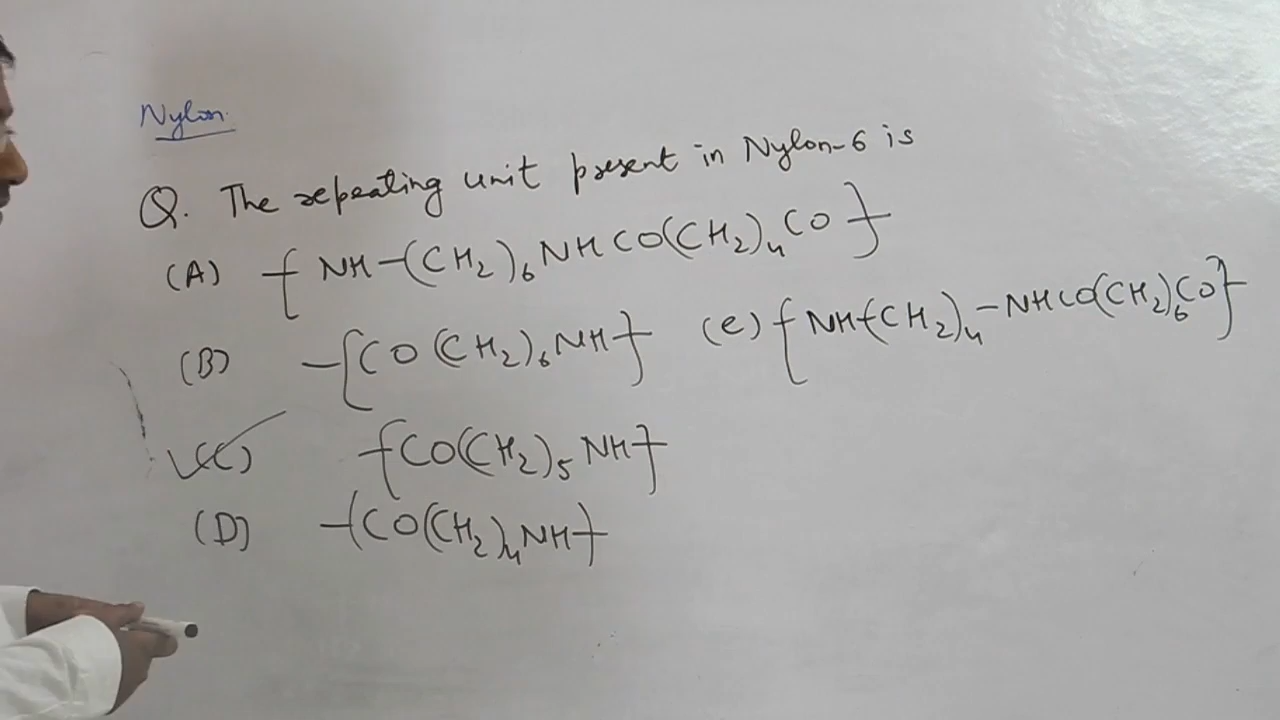 Nylon
Q. The repeating unit present in Nylon-6 is
(A) -[NH-(CH₂)₆NHCO(CH₂)₄CO]-
(B) -[CO(CH₂)₆NH]- (e) -[NH-(CH₂)₄-NHCO(CH₂)₆CO]-
✓(C) -[CO(CH₂)₅NH]-
(D) -(CO(CH₂)₄NH)-